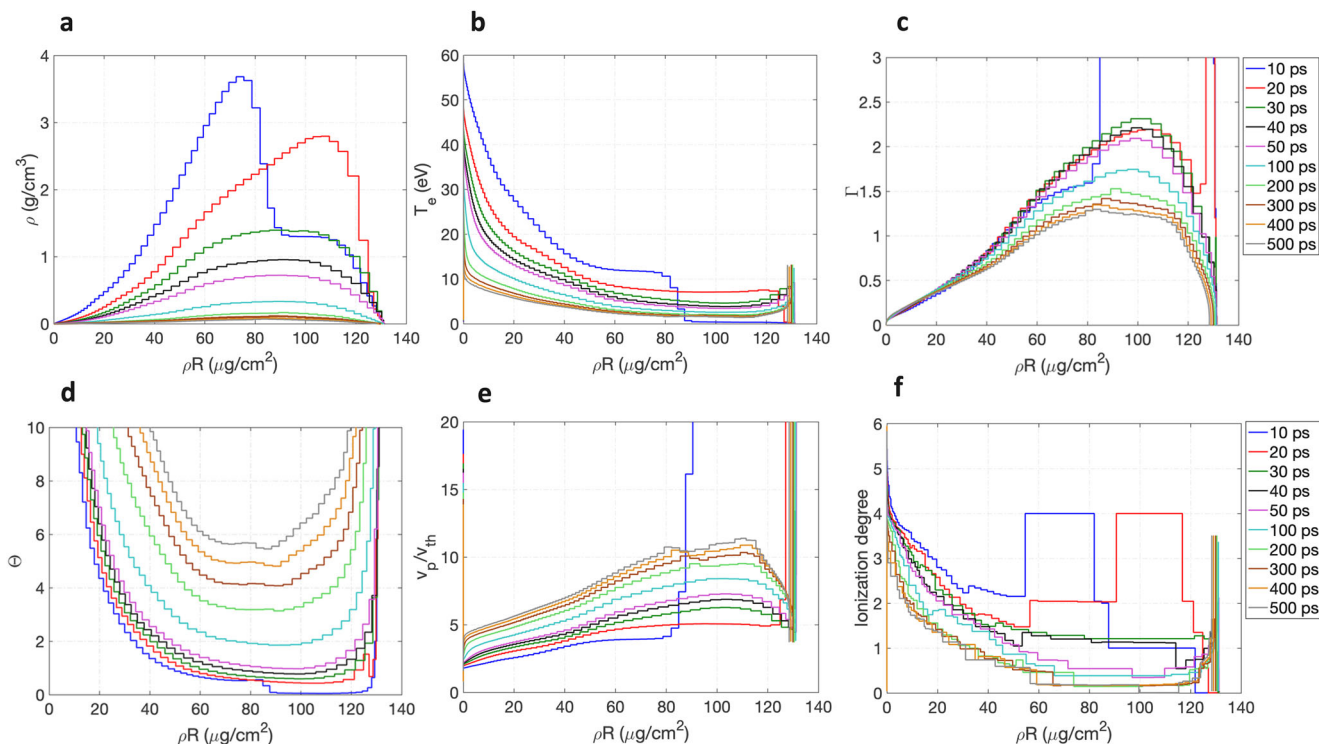 a
4
3
2
1
0
ρ (g/cm³)
0 20 40 60 80 100 120 140
ρR (μg/cm²)
b
60
50
40
30
20
10
0
Tₑ (eV)
0 20 40 60 80 100 120 140
ρR (μg/cm²)
c
3
2.5
2
1.5
1
0.5
0
Γ
0 20 40 60 80 100 120 140
ρR (μg/cm²)
10 ps
20 ps
30 ps
40 ps
50 ps
100 ps
200 ps
300 ps
400 ps
500 ps
d
10
8
6
4
2
0
Θ
0 20 40 60 80 100 120 140
ρR (μg/cm²)
e
20
15
10
5
0
v_p/v_th
0 20 40 60 80 100 120 140
ρR (μg/cm²)
f
6
5
4
3
2
1
0
Ionization degree
0 20 40 60 80 100 120 140
ρR (μg/cm²)
10 ps
20 ps
30 ps
40 ps
50 ps
100 ps
200 ps
300 ps
400 ps
500 ps